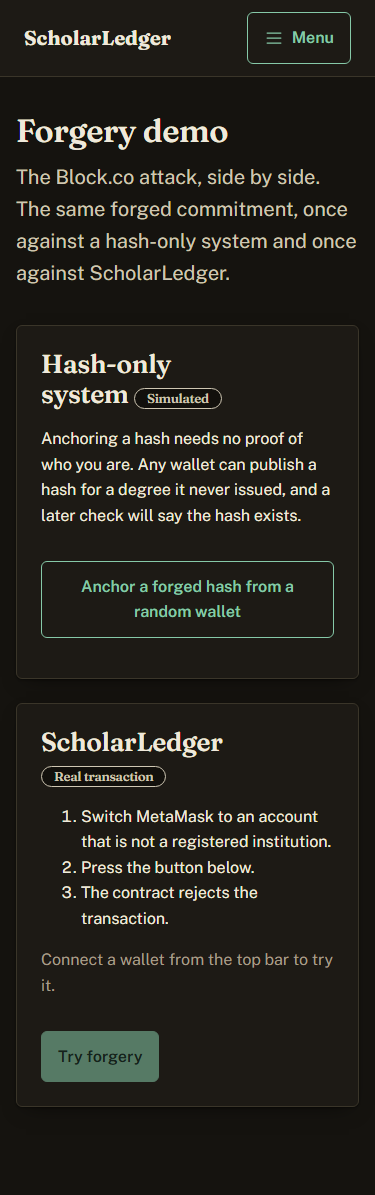 ScholarLedger
Menu
Forgery demo
The Block.co attack, side by side.
The same forged commitment, once
against a hash-only system and once
against ScholarLedger.
Hash-only
system Simulated
Anchoring a hash needs no proof of
who you are. Any wallet can publish a
hash for a degree it never issued, and a
later check will say the hash exists.
Anchor a forged hash from a
random wallet
ScholarLedger
Real transaction
1. Switch MetaMask to an account
that is not a registered institution.
2. Press the button below.
3. The contract rejects the
transaction.
Connect a wallet from the top bar to try
it.
Try forgery